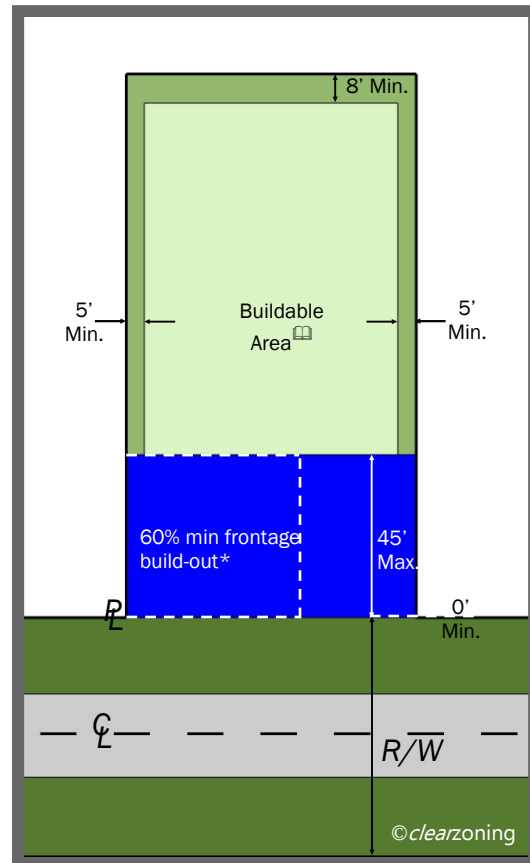 8’ Min.
5’
Min.
Buildable
Area
5’
Min.
60% min frontage
build-out*
45’
Max.
PL
0’
Min.
CL
R/W
©clearzoning